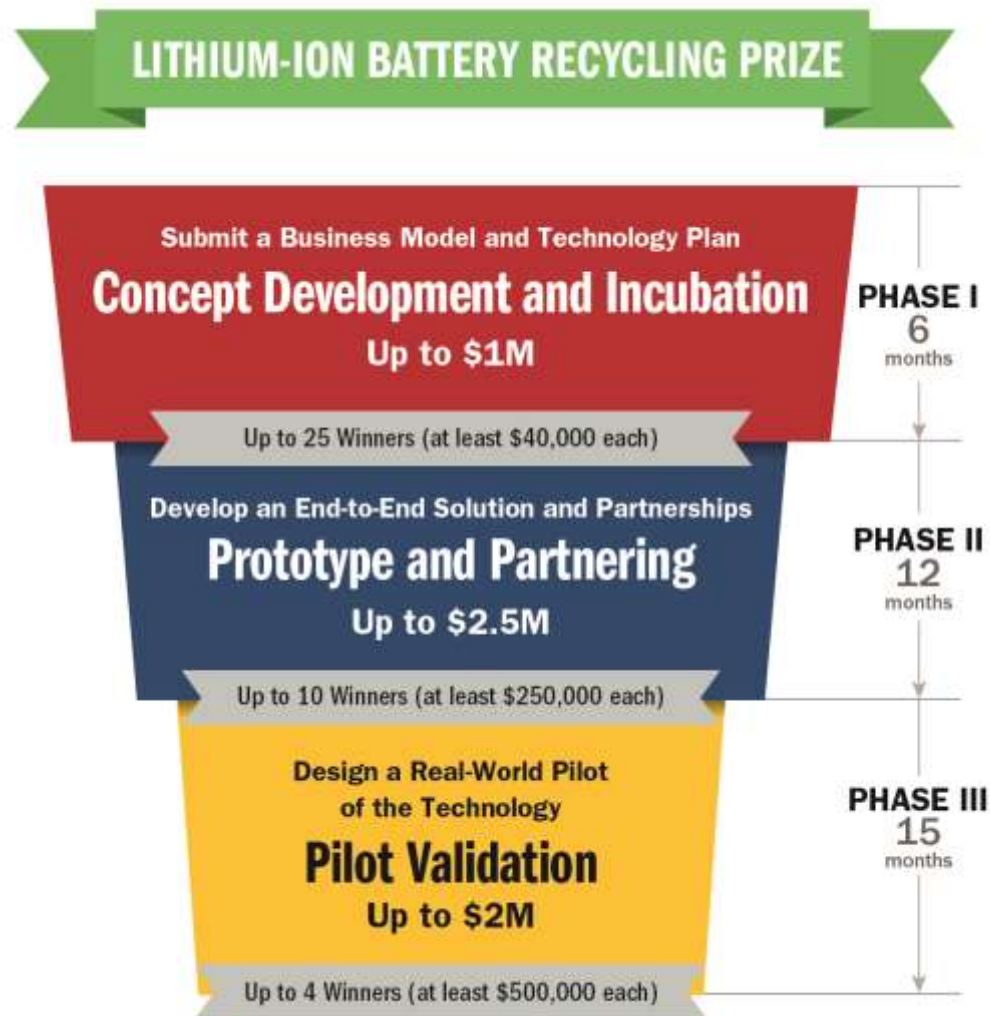 LITHIUM-ION BATTERY RECYCLING PRIZE
Submit a Business Model and Technology Plan
Concept Development and Incubation
Up to $1M
PHASE I
6
months
Up to 25 Winners (at least $40,000 each)
Develop an End-to-End Solution and Partnerships
Prototype and Partnering
Up to $2.5M
PHASE II
12
months
Up to 10 Winners (at least $250,000 each)
Design a Real-World Pilot
of the Technology
Pilot Validation
Up to $2M
PHASE III
15
months
Up to 4 Winners (at least $500,000 each)